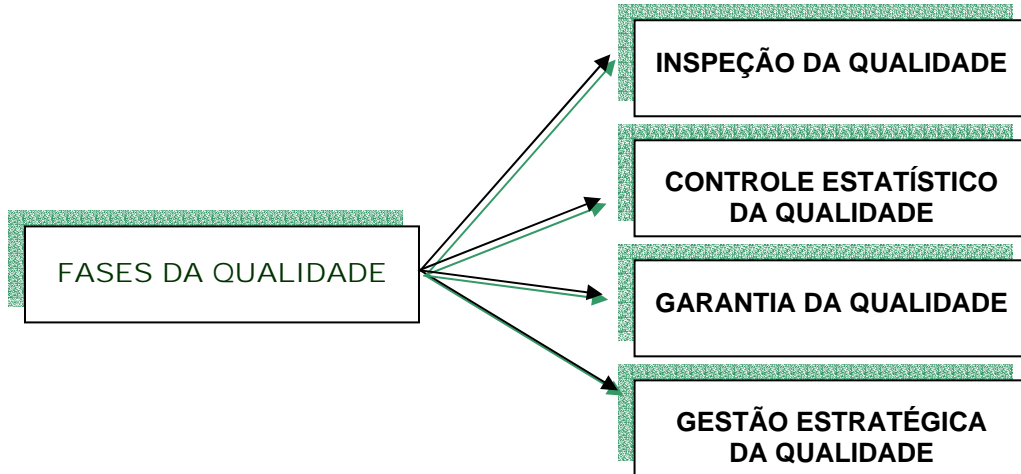 INSPEÇÃO DA QUALIDADE
CONTROLE ESTATÍSTICO
DA QUALIDADE
FASES DA QUALIDADE
GARANTIA DA QUALIDADE
GESTÃO ESTRATÉGICA
DA QUALIDADE